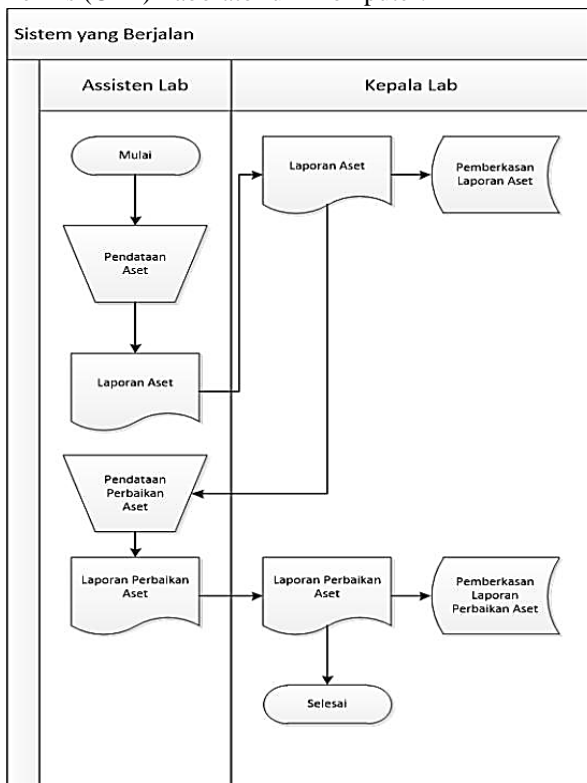 Sistem yang Berjalan
Assisten Lab
Kepala Lab
Mulai
Laporan Aset
Pemberkasan
Laporan Aset
Pendataan
Aset
Laporan Aset
Pendataan
Perbaikan
Aset
Laporan Perbaikan
Aset
Laporan Perbaikan
Aset
Pemberkasan
Laporan
Perbaikan Aset
Selesai